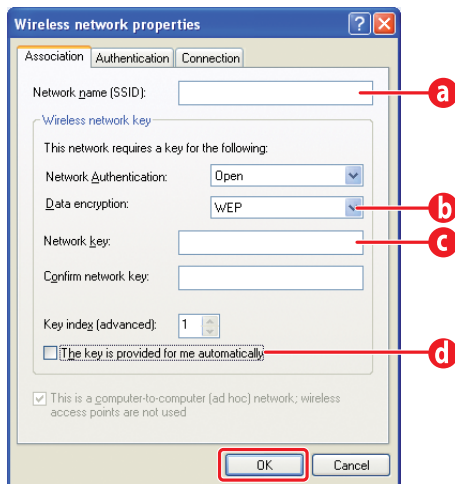 Wireless network properties
Association Authentication Connection
Network name (SSID): a
Wireless network key
This network requires a key for the following:
Network Authentication: Open
Data encryption: WEP b
Network key: c
Confirm network key:
Key index (advanced): 1
The key is provided for me automatically d
This is a computer-to-computer (ad hoc) network; wireless
access points are not used
OK Cancel